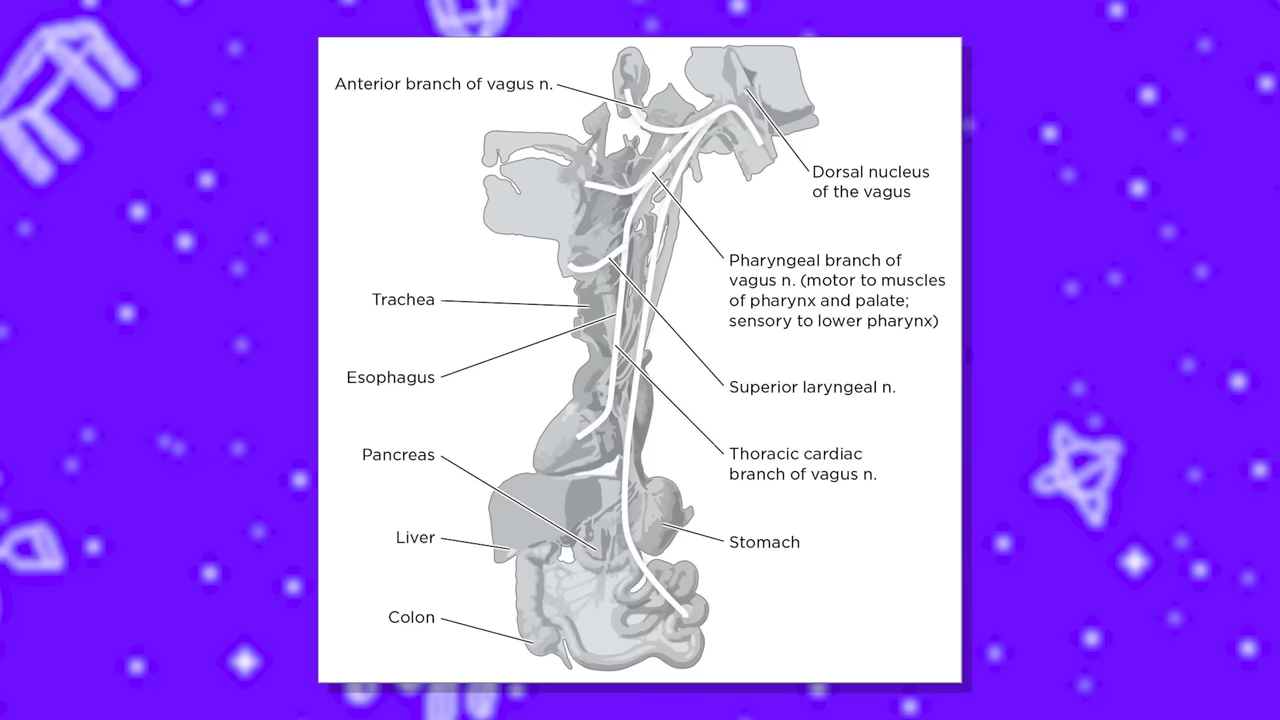 Anterior branch of vagus n.
Dorsal nucleus
of the vagus
Pharyngeal branch of
vagus n. (motor to muscles
of pharynx and palate;
sensory to lower pharynx)
Trachea
Esophagus
Superior laryngeal n.
Pancreas
Thoracic cardiac
branch of vagus n.
Liver
Stomach
Colon